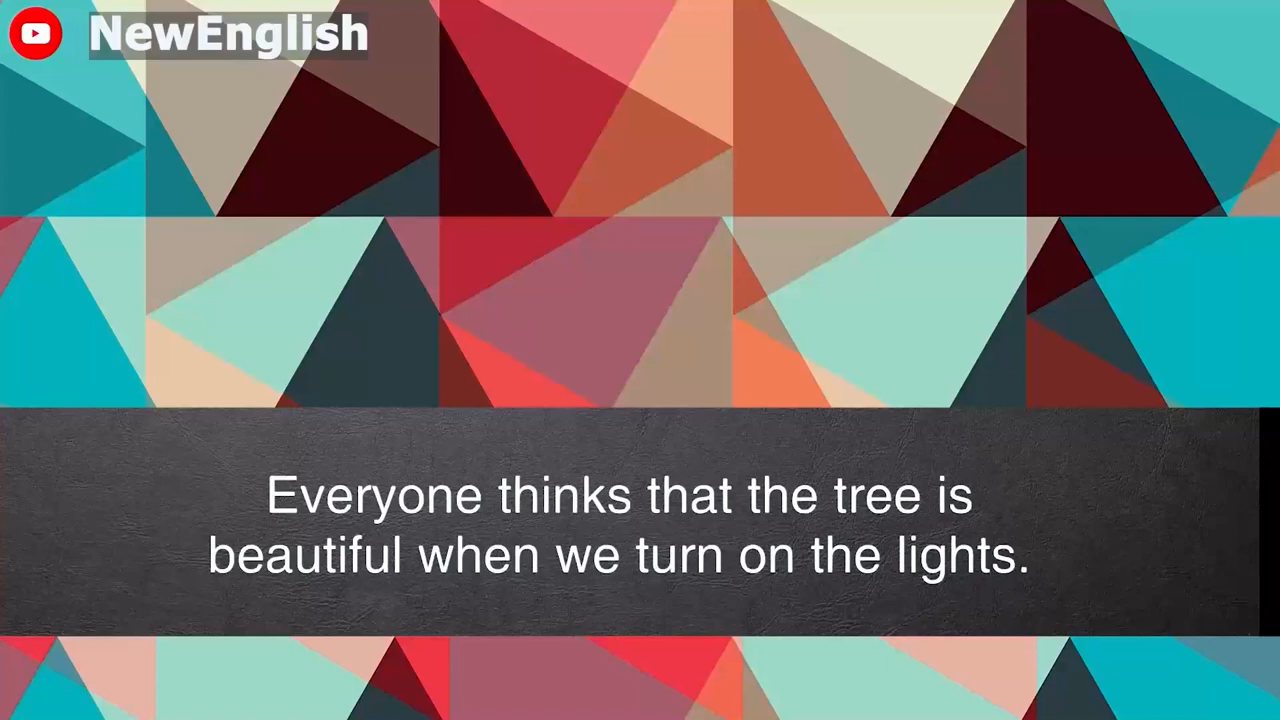 NewEnglish
Everyone thinks that the tree is
beautiful when we turn on the lights.